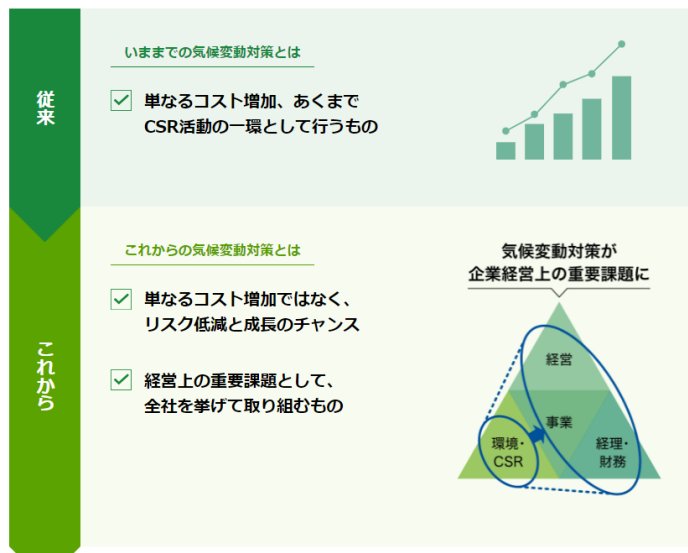 従来
いままでの気候変動対策とは
単なるコスト増加、あくまで
CSR活動の一環として行うもの
これから
これからの気候変動対策とは
単なるコスト増加ではなく、
リスク低減と成長のチャンス
経営上の重要課題として、
全社を挙げて取り組むもの
気候変動対策が
企業経営上の重要課題に
経営
事業
環境・
CSR
経理・
財務